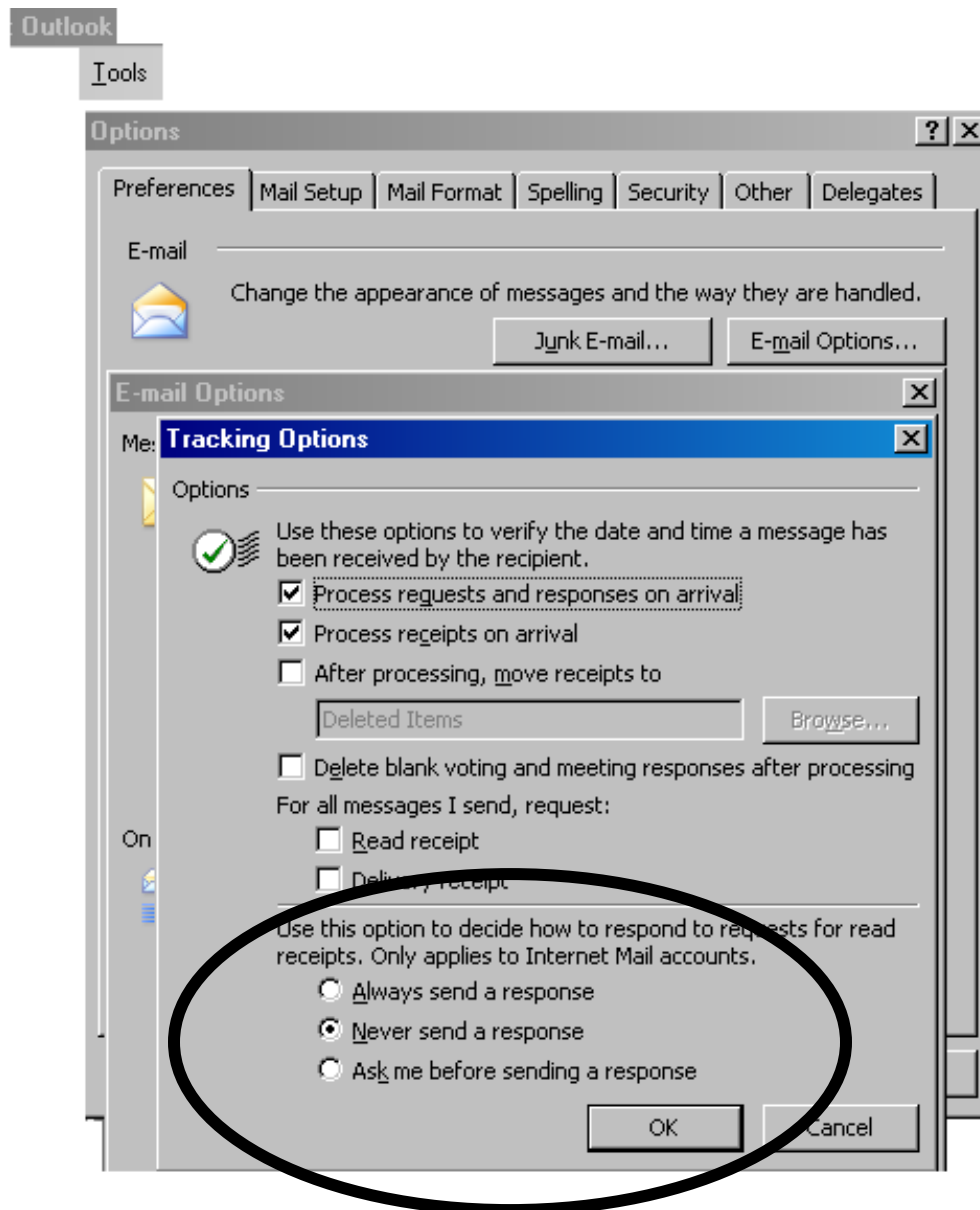 Outlook
Tools
Options
Preferences Mail Setup Mail Format Spelling Security Other Delegates
E-mail
Change the appearance of messages and the way they are handled.
Junk E-mail... E-mail Options...
E-mail Options
Tracking Options
Options
Use these options to verify the date and time a message has
been received by the recipient.
Process requests and responses on arrival
Process receipts on arrival
After processing, move receipts to
Deleted Items Browse...
Delete blank voting and meeting responses after processing
For all messages I send, request:
Read receipt
On
Delivery receipt
Use this option to decide how to respond to requests for read
receipts. Only applies to Internet Mail accounts.
Always send a response
Never send a response
Ask me before sending a response
OK Cancel